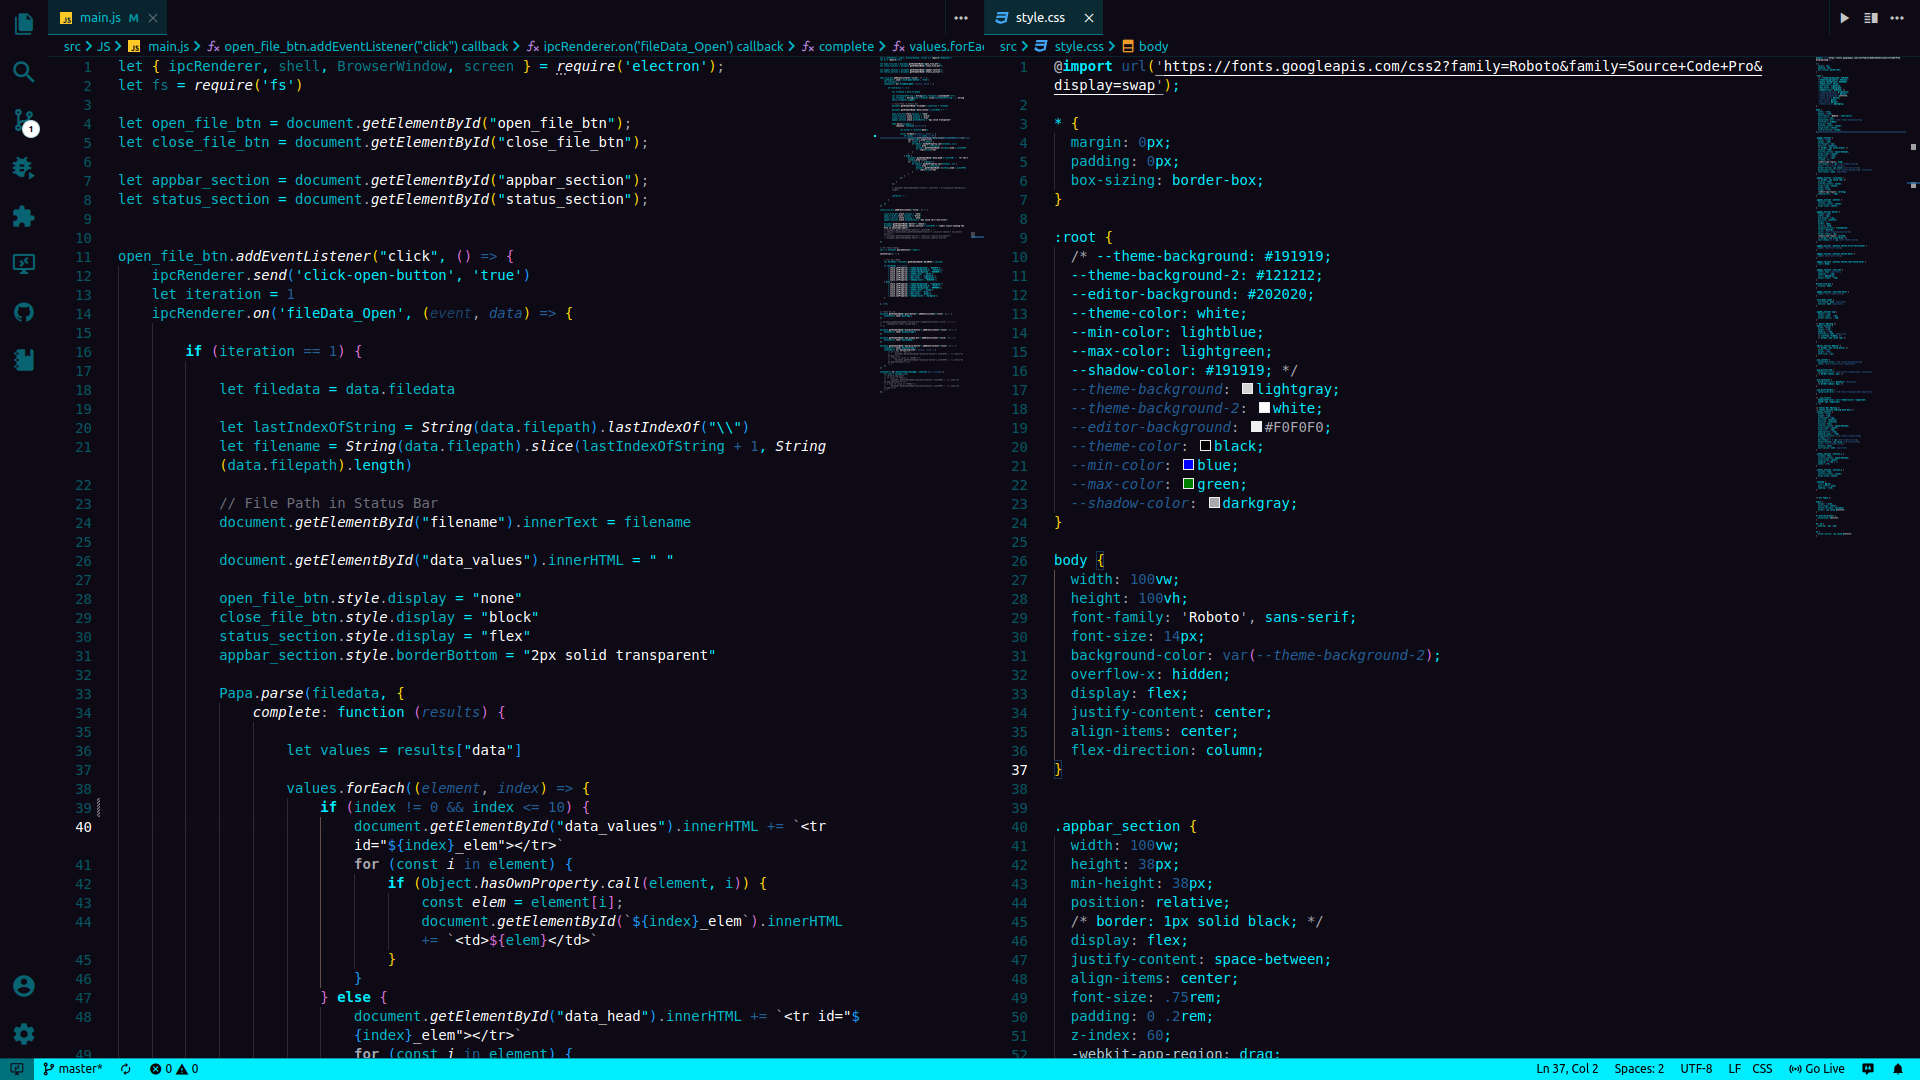 main.js M
style.css
src JS main.js open_file_btn.addEventListener("click") callback ipcRenderer.on('fileData_Open') callback complete values.forEac
src style.css body
1 let { ipcRenderer, shell, BrowserWindow, screen } = require('electron');
2 let fs = require('fs')
3
4 let open_file_btn = document.getElementById("open_file_btn");
5 let close_file_btn = document.getElementById("close_file_btn");
6
7 let appbar_section = document.getElementById("appbar_section");
8 let status_section = document.getElementById("status_section");
9
10
11 open_file_btn.addEventListener("click", () => {
12 ipcRenderer.send('click-open-button', 'true')
13 let iteration = 1
14 ipcRenderer.on('fileData_Open', (event, data) => {
15
16 if (iteration == 1) {
17
18 let filedata = data.filedata
19
20 let lastIndexOfString = String(data.filepath).lastIndexOf("\\")
21 let filename = String(data.filepath).slice(lastIndexOfString + 1, String
(data.filepath).length)
22
23 // File Path in Status Bar
24 document.getElementById("filename").innerText = filename
25
26 document.getElementById("data_values").innerHTML = " "
27
28 open_file_btn.style.display = "none"
29 close_file_btn.style.display = "block"
30 status_section.style.display = "flex"
31 appbar_section.style.borderBottom = "2px solid transparent"
32
33 Papa.parse(filedata, {
34 complete: function (results) {
35
36 let values = results["data"]
37
38 values.forEach((element, index) => {
39 if (index != 0 && index <= 10) {
40 document.getElementById("data_values").innerHTML += `<tr
id="${index}_elem"></tr>`
41 for (const i in element) {
42 if (Object.hasOwnProperty.call(element, i)) {
43 const elem = element[i];
44 document.getElementById(`${index}_elem`).innerHTML
+= `<td>${elem}</td>`
45 }
46 }
47 } else {
48 document.getElementById("data_head").innerHTML += `<tr id="$
{index}_elem"></tr>`
49 for (const i in element) {
1 @import url('https://fonts.googleapis.com/css2?family=Roboto&family=Source+Code+Pro&
display=swap');
2
3 * {
4 margin: 0px;
5 padding: 0px;
6 box-sizing: border-box;
7 }
8
9 :root {
10 /* --theme-background: #191919;
11 --theme-background-2: #121212;
12 --editor-background: #202020;
13 --theme-color: white;
14 --min-color: lightblue;
15 --max-color: lightgreen;
16 --shadow-color: #191919; */
17 --theme-background: lightgray;
18 --theme-background-2: white;
19 --editor-background: #F0F0F0;
20 --theme-color: black;
21 --min-color: blue;
22 --max-color: green;
23 --shadow-color: darkgray;
24 }
25
26 body {
27 width: 100vw;
28 height: 100vh;
29 font-family: 'Roboto', sans-serif;
30 font-size: 14px;
31 background-color: var(--theme-background-2);
32 overflow-x: hidden;
33 display: flex;
34 justify-content: center;
35 align-items: center;
36 flex-direction: column;
37 }
38
39
40 .appbar_section {
41 width: 100vw;
42 height: 38px;
43 min-height: 38px;
44 position: relative;
45 /* border: 1px solid black; */
46 display: flex;
47 justify-content: space-between;
48 align-items: center;
49 font-size: .75rem;
50 padding: 0 .2rem;
51 z-index: 60;
52 -webkit-app-region: drag;
1
master* 0 0 Ln 37, Col 2 Spaces: 2 UTF-8 LF CSS Go Live